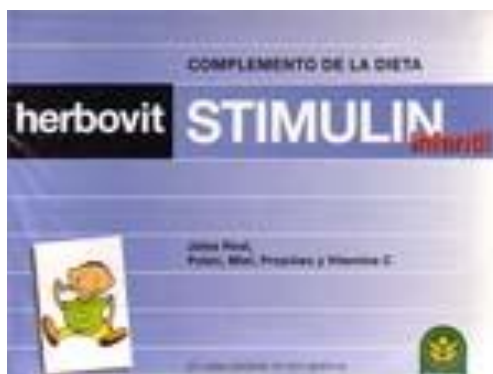 COMPLEMENTO DE LA DIETA
herbovit STIMULIN
infantil
Jalea Real,
Polen, Miel, Propóleo y Vitamina C